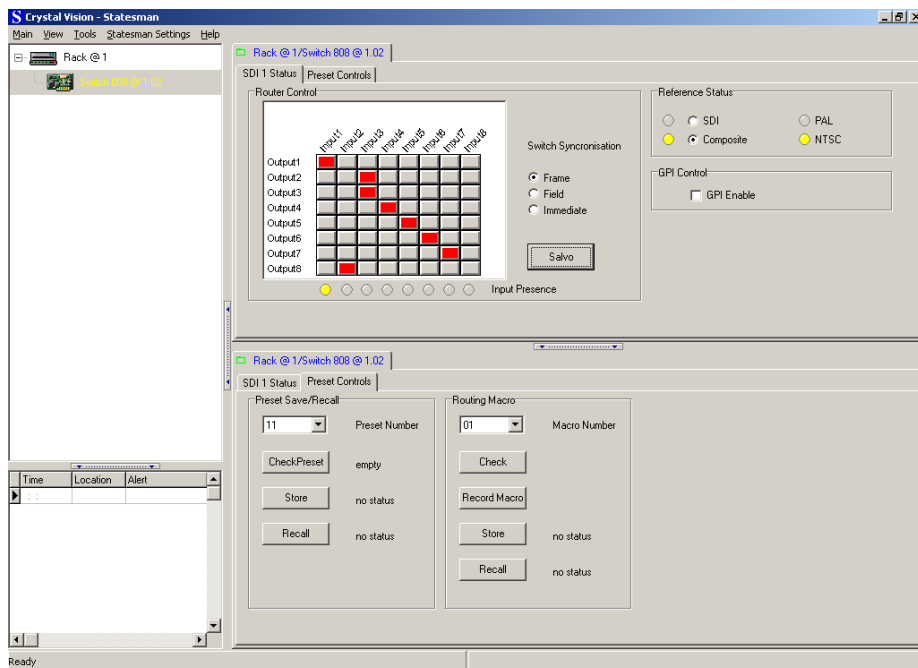 Crystal Vision - Statesman
Main View Tools Statesman Settings Help
Rack @ 1
Switch 808 @ 1.02
Rack @ 1/Switch 808 @ 1.02
SDI 1 Status Preset Controls
Router Control
Input1 Input2 Input3 Input4 Input5 Input6 Input7 Input8
Output1
Output2
Output3
Output4
Output5
Output6
Output7
Output8
Input Presence
Switch Syncronisation
Frame
Field
Immediate
Salvo
Reference Status
SDI PAL
Composite NTSC
GPI Control
GPI Enable
Rack @ 1/Switch 808 @ 1.02
SDI 1 Status Preset Controls
Preset Save/Recall
11 Preset Number
CheckPreset empty
Store no status
Recall no status
Routing Macro
01 Macro Number
Check
Record Macro
Store no status
Recall no status
Time Location Alert
: :
Ready